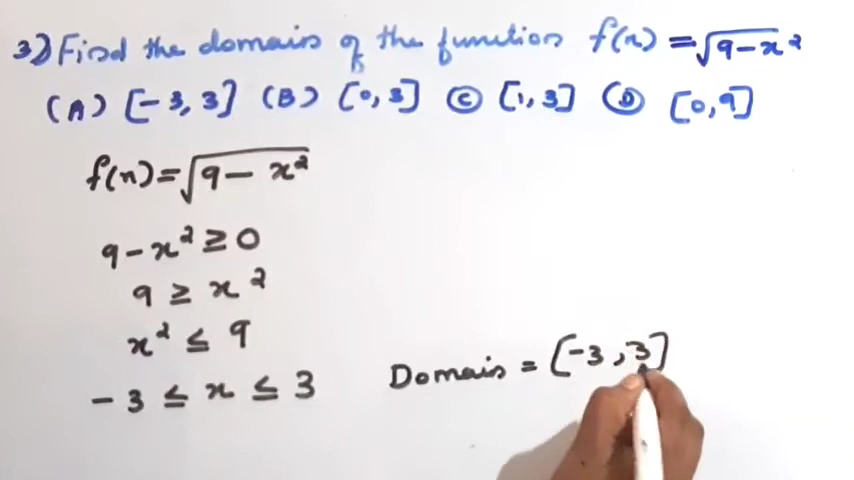 3) Find the domain of the function f(x) = √9-x²
(A) [-3, 3] (B) [0, 3] (C) [1, 3] (D) [0, 9]
f(x) = √9 - x²
9 - x² ≥ 0
9 ≥ x²
x² ≤ 9
-3 ≤ x ≤ 3
Domain = [-3, 3]